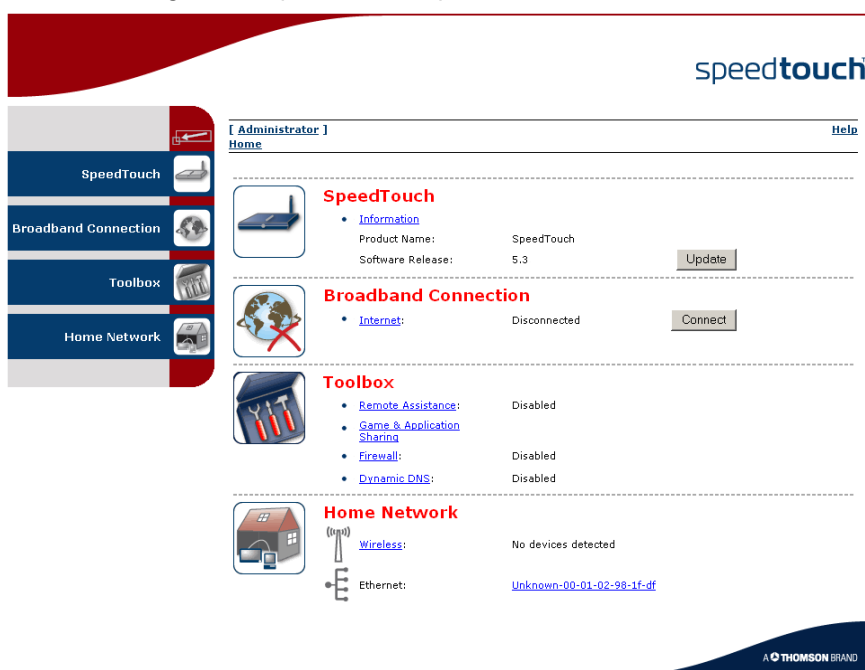 speedtouch
[ Administrator ]
Help
Home
SpeedTouch
Broadband Connection
Toolbox
Home Network
SpeedTouch
Information
Product Name: SpeedTouch
Software Release: 5.3 Update
Broadband Connection
Internet: Disconnected Connect
Toolbox
Remote Assistance: Disabled
Game & Application
Sharing
Firewall: Disabled
Dynamic DNS: Disabled
Home Network
Wireless: No devices detected
Ethernet: Unknown-00-01-02-98-1f-df
A THOMSON BRAND